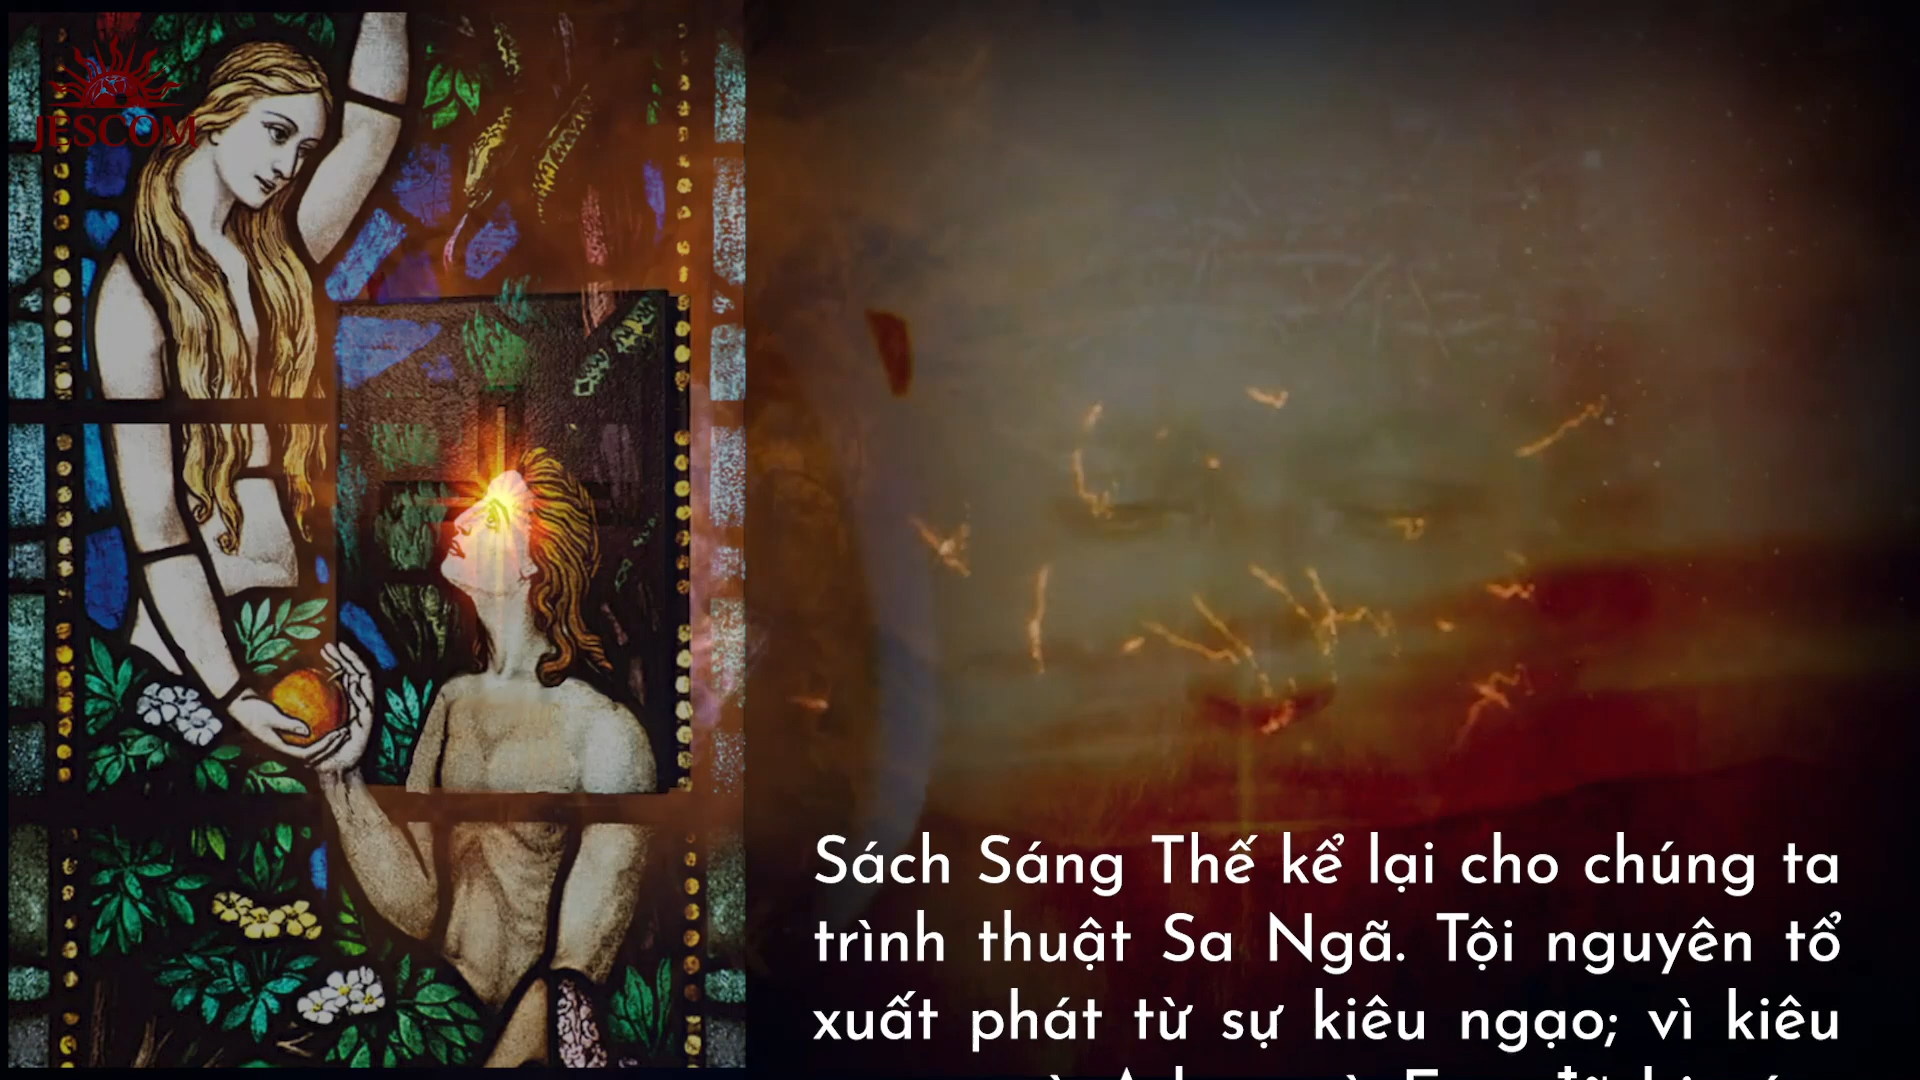 JESCOM
Sách Sáng Thế kể lại cho chúng ta
trình thuật Sa Ngã. Tội nguyên tổ
xuất phát từ sự kiêu ngạo; vì kiêu